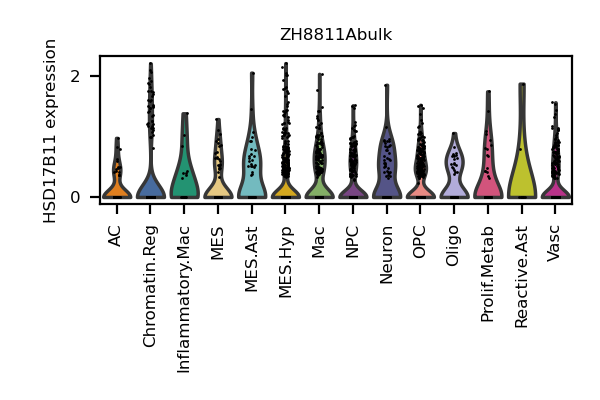 ZH8811Abulk
HSD17B11 expression
2
0
AC
Chromatin.Reg
Inflammatory.Mac
MES
MES.Ast
MES.Hyp
Mac
NPC
Neuron
OPC
Oligo
Prolif.Metab
Reactive.Ast
Vasc